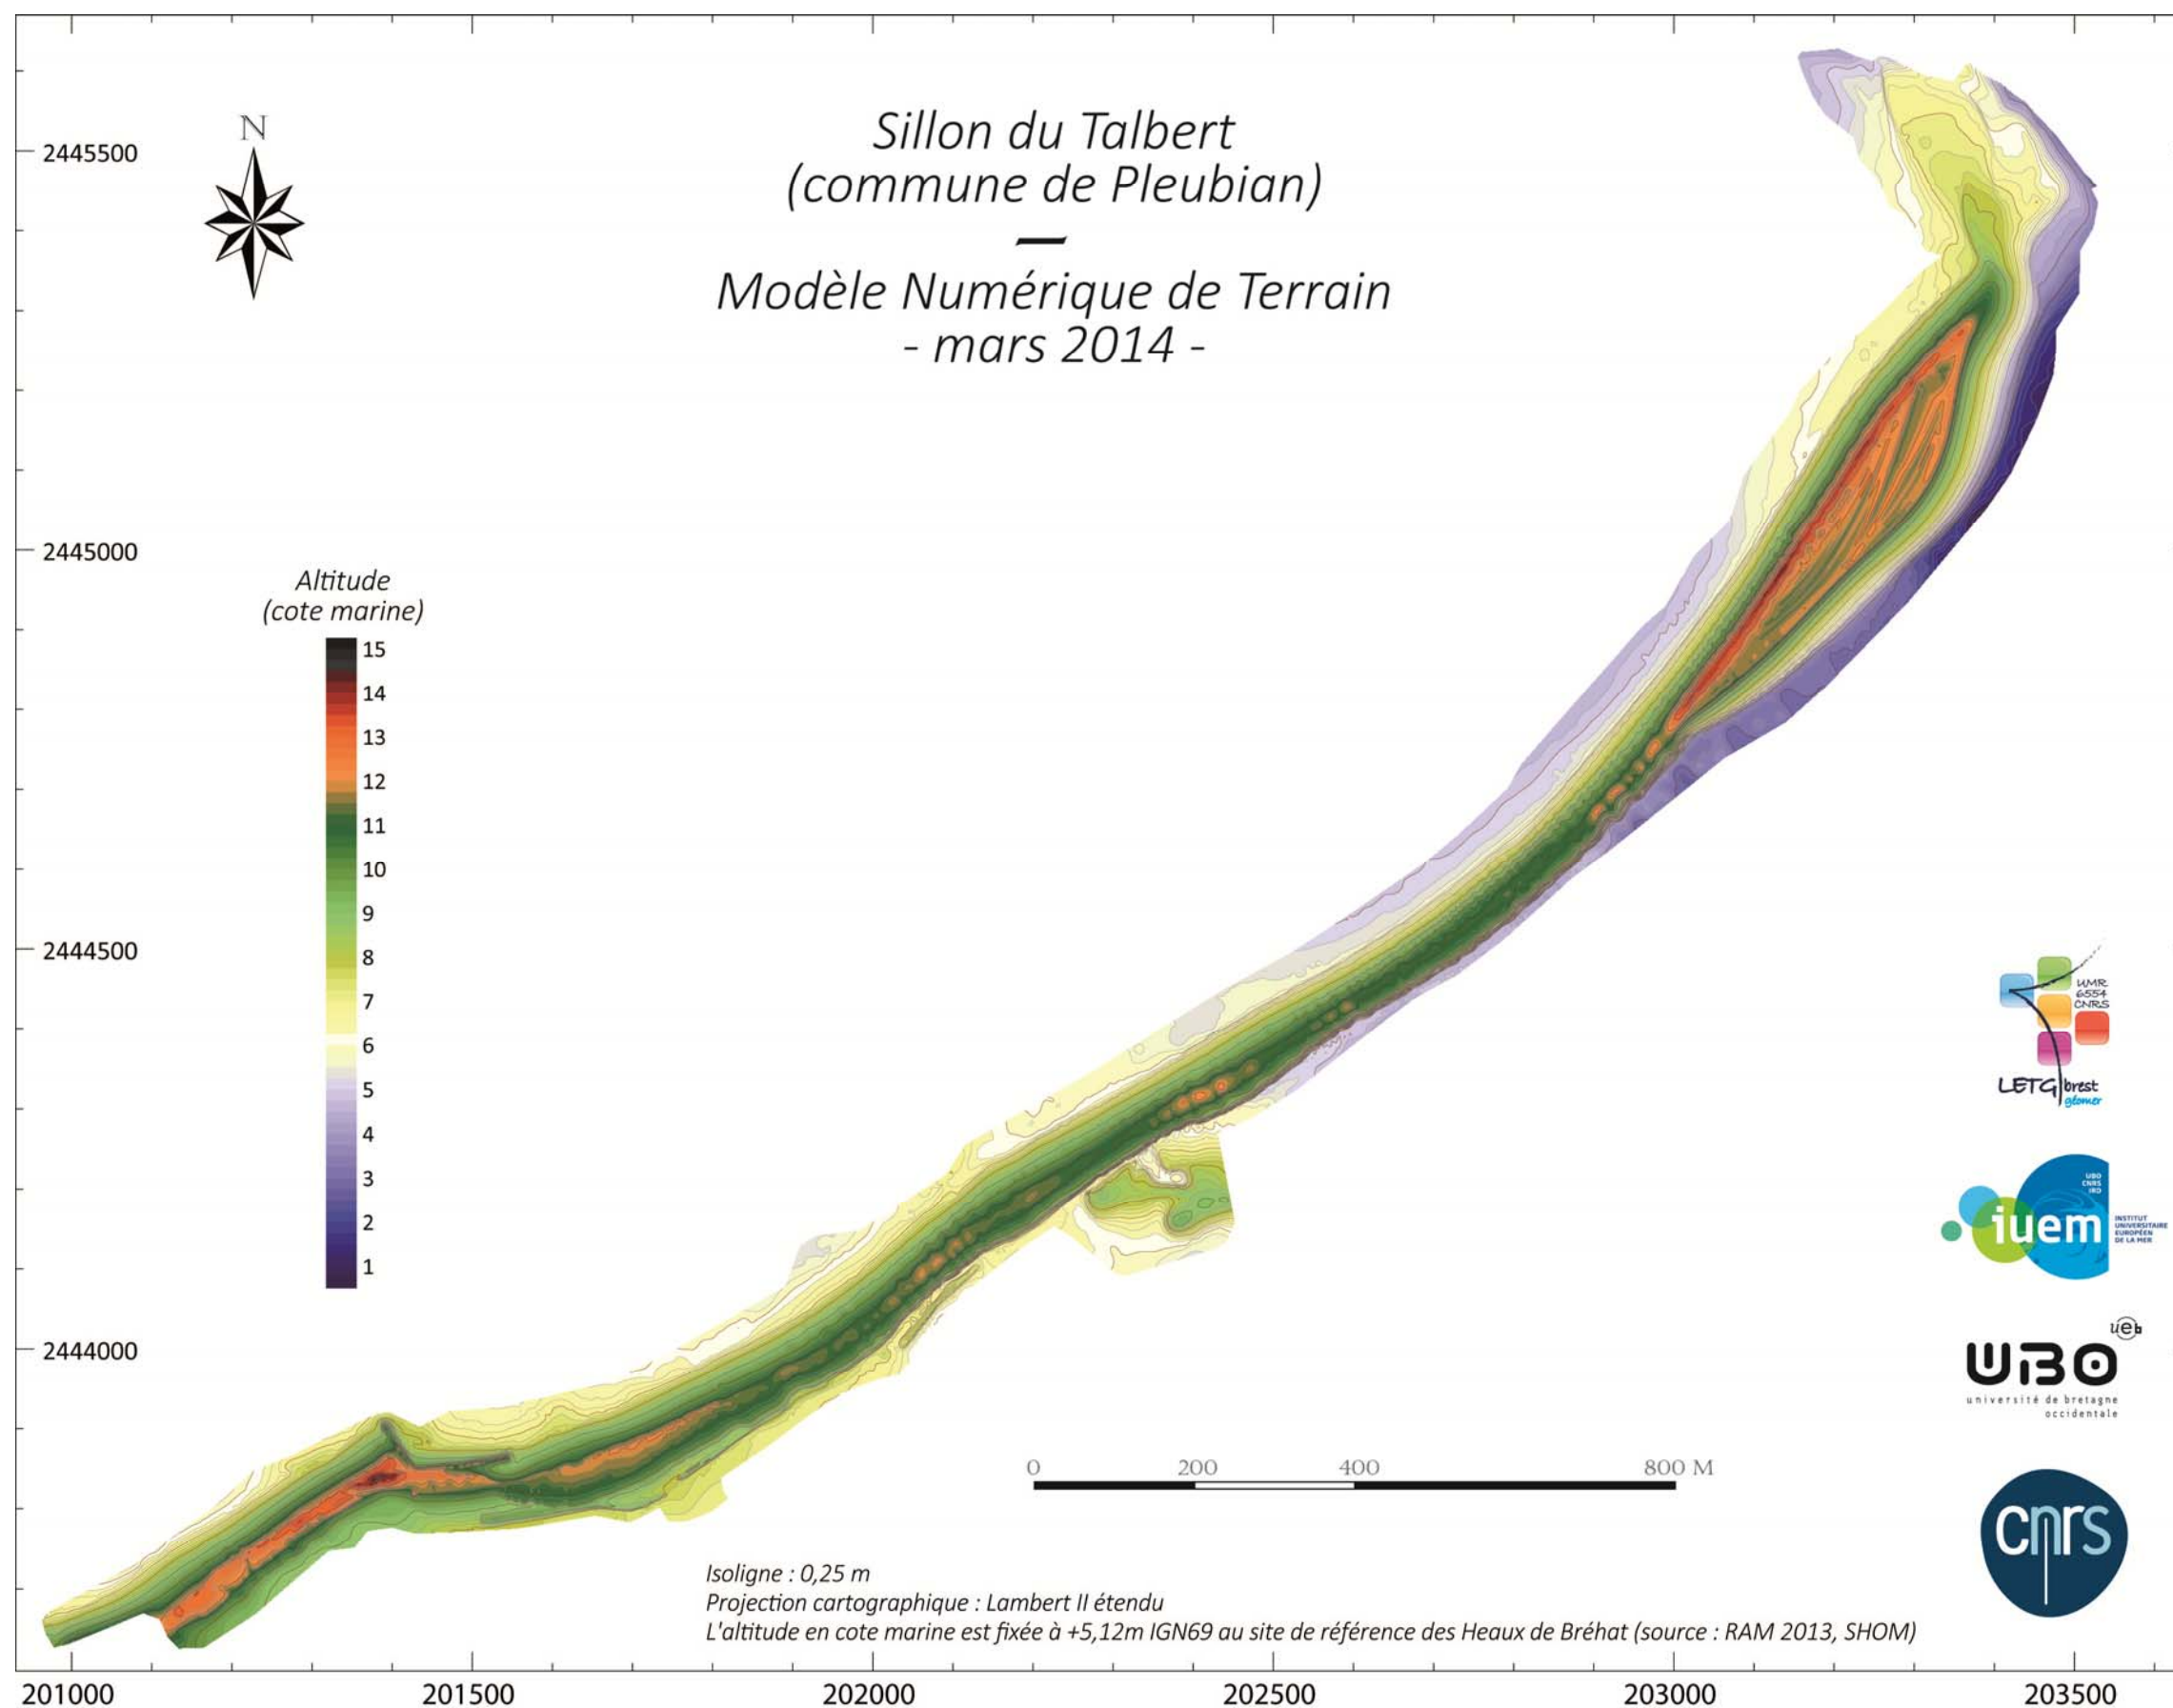 Sillon du Talbert
(commune de Pleubian)
Modèle Numérique de Terrain
- mars 2014 -
N
2445500
2445000
2444500
2444000
Altitude
(cote marine)
15
14
13
12
11
10
9
8
7
6
5
4
3
2
1
UMR
6554
CNRS
LETG brest
géomer
UBO
CNRS
IRD
iuem
INSTITUT
UNIVERSITAIRE
EUROPÉEN
DE LA MER
ueb
UBO
université de bretagne
occidentale
cnrs
0 200 400 800 M
Isoligne : 0,25 m
Projection cartographique : Lambert II étendu
L'altitude en cote marine est fixée à +5,12m IGN69 au site de référence des Heaux de Bréhat (source : RAM 2013, SHOM)
201000 201500 202000 202500 203000 203500